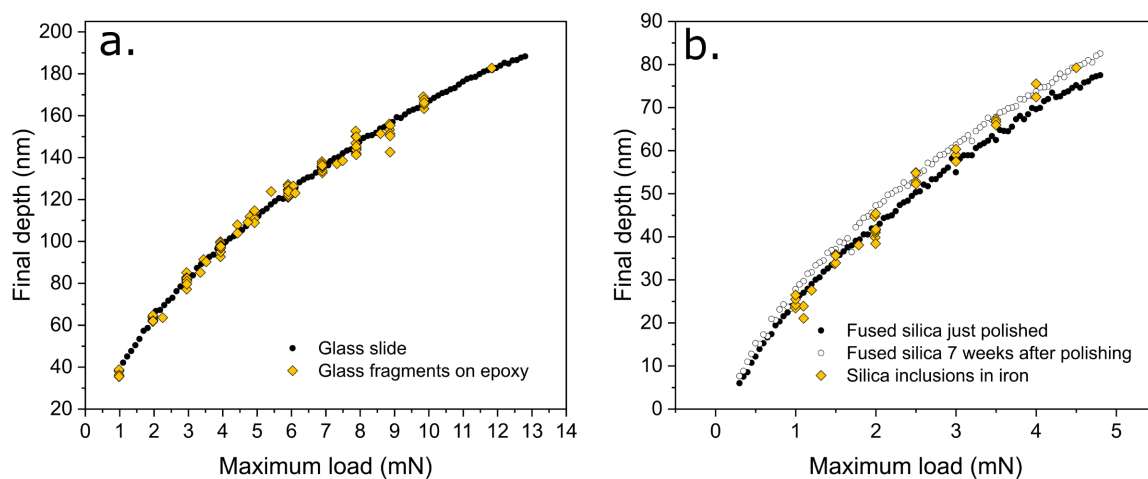 a.
200
180
160
140
120
100
80
60
40
20
Final depth (nm)
0 1 2 3 4 5 6 7 8 9 10 11 12 13 14
Maximum load (mN)
Glass slide
Glass fragments on epoxy
b.
90
80
70
60
50
40
30
20
10
0
Final depth (nm)
0 1 2 3 4 5
Maximum load (mN)
Fused silica just polished
Fused silica 7 weeks after polishing
Silica inclusions in iron